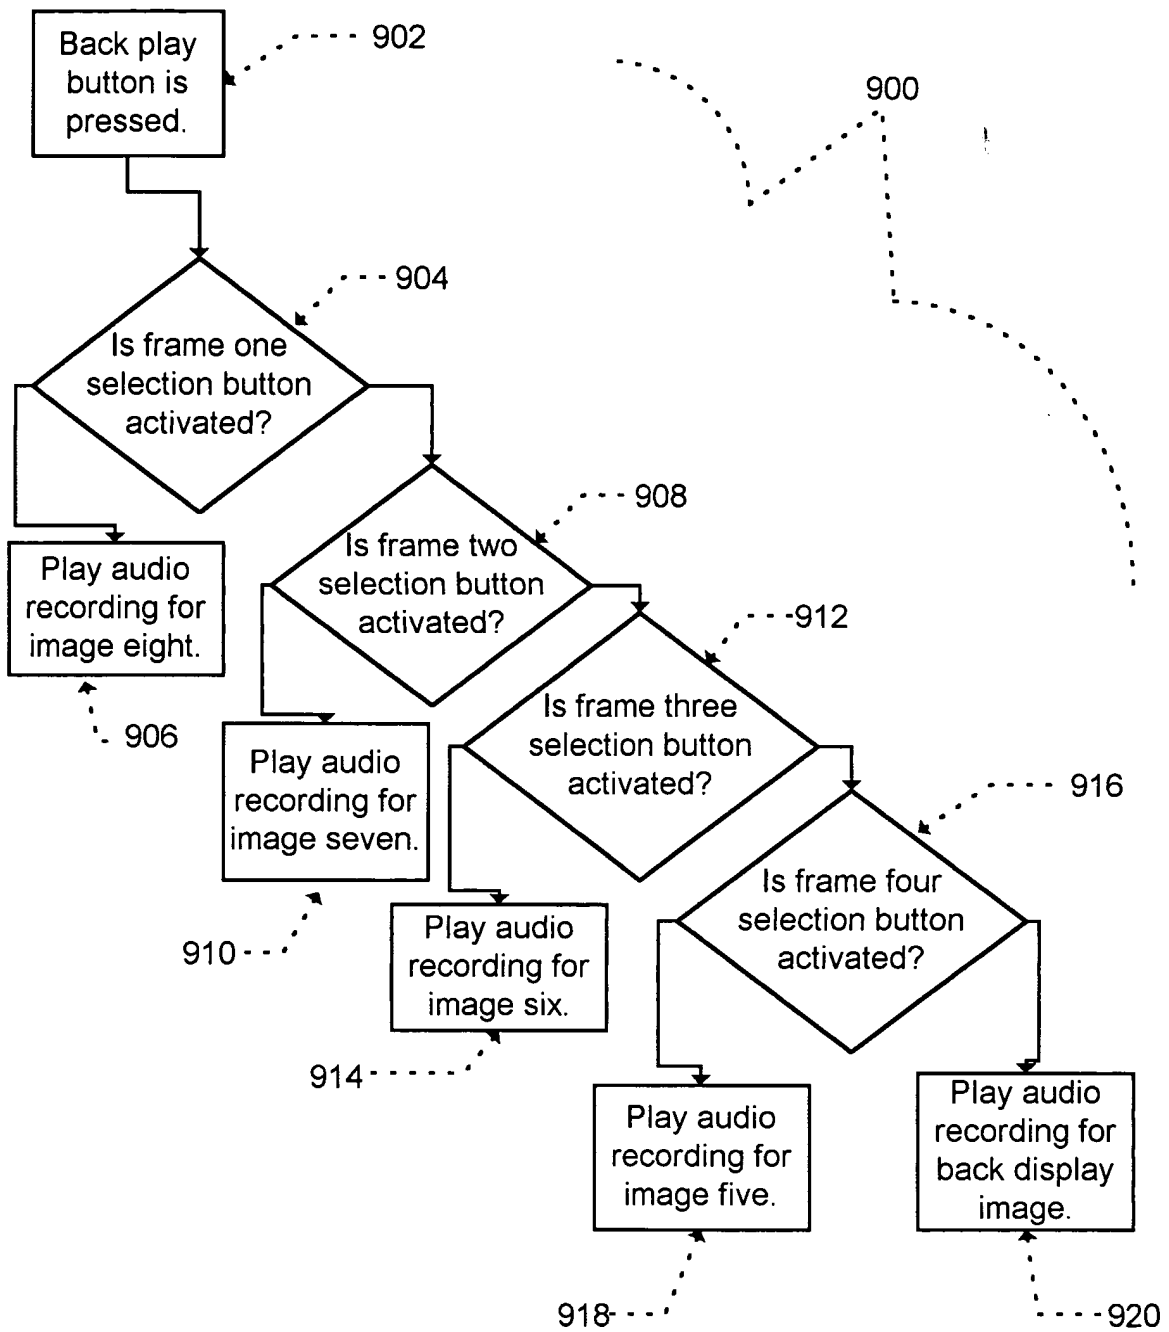 Back play
button is
pressed.
902
900
904
Is frame one
selection button
activated?
908
Is frame two
selection button
activated?
Play audio
recording for
image eight.
906
912
Is frame three
selection button
activated?
Play audio
recording for
image seven.
910
916
Is frame four
selection button
activated?
Play audio
recording for
image six.
914
Play audio
recording for
image five.
918
Play audio
recording for
back display
image.
920